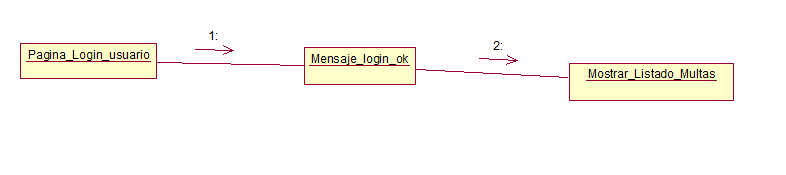 1:
2:
Pagina_Login_usuario
Mensaje_login_ok
Mostrar_Listado_Multas